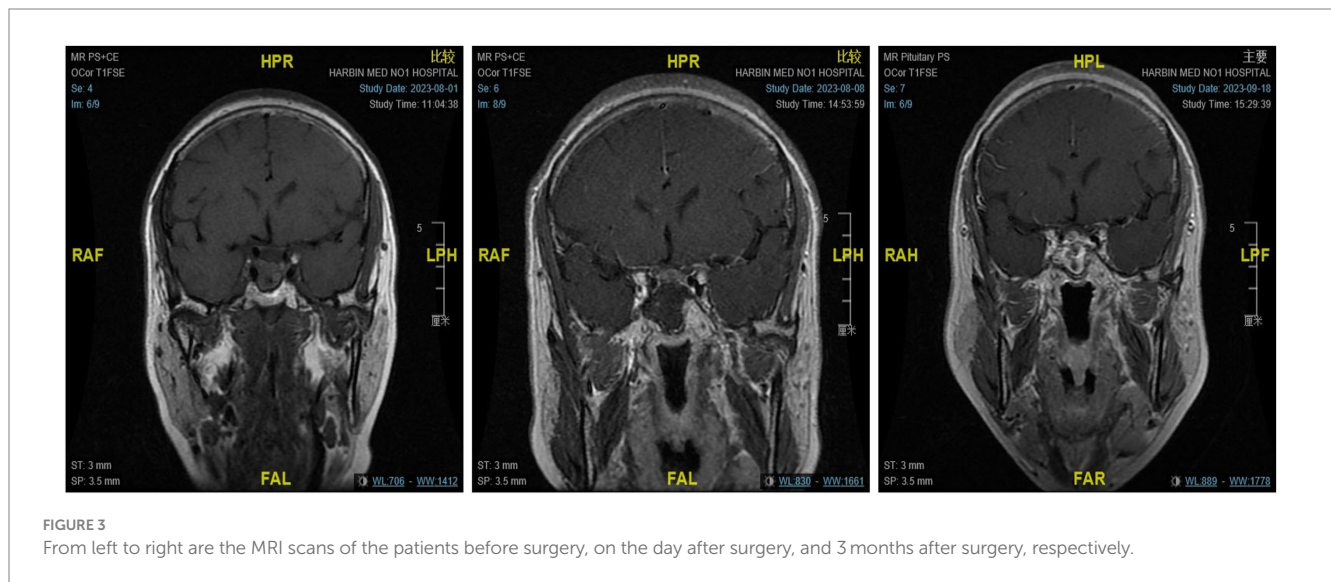 MR PS+CE
OCor T1FSE
Se: 4
Im: 6/9
HPR
比较
HARBIN MED NO1 HOSPITAL
Study Date: 2023-08-01
Study Time: 11:04:38
RAF
5
LPH
厘米
ST: 3 mm
SP: 3.5 mm
FAL
WL:706 - WW:1412
MR PS+CE
OCor T1FSE
Se: 6
Im: 8/9
HPR
比较
HARBIN MED NO1 HOSPITAL
Study Date: 2023-08-08
Study Time: 14:53:59
RAF
5
LPH
厘米
ST: 3 mm
SP: 3.5 mm
FAL
WL:830 - WW:1661
MR Pituitary PS
OCor T1FSE
Se: 7
Im: 6/9
HPL
主要
HARBIN MED NO1 HOSPITAL
Study Date: 2023-09-18
Study Time: 15:29:39
RAH
5
LPF
厘米
ST: 3 mm
SP: 3.5 mm
FAR
WL:889 - WW:1778
FIGURE 3
From left to right are the MRI scans of the patients before surgery, on the day after surgery, and 3 months after surgery, respectively.